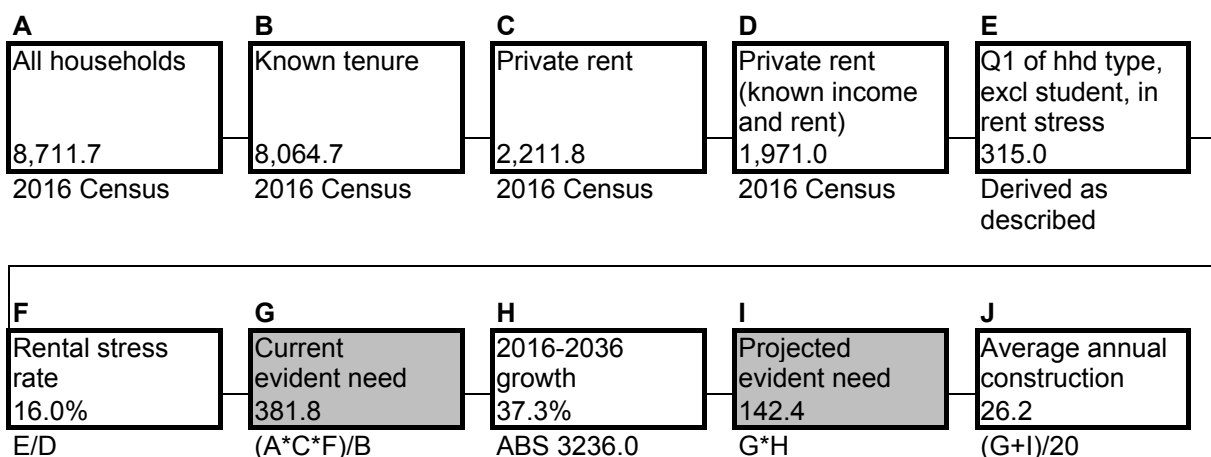 A B C D E
All households Known tenure Private rent Private rent Q1 of hhd type,
(known income excl student, in
and rent) rent stress
8,711.7 8,064.7 2,211.8 1,971.0 315.0
2016 Census 2016 Census 2016 Census 2016 Census Derived as
described
F G H I J
Rental stress Current 2016-2036 Projected Average annual
rate evident need growth evident need construction
16.0% 381.8 37.3% 142.4 26.2
E/D (A*C*F)/B ABS 3236.0 G*H (G+I)/20